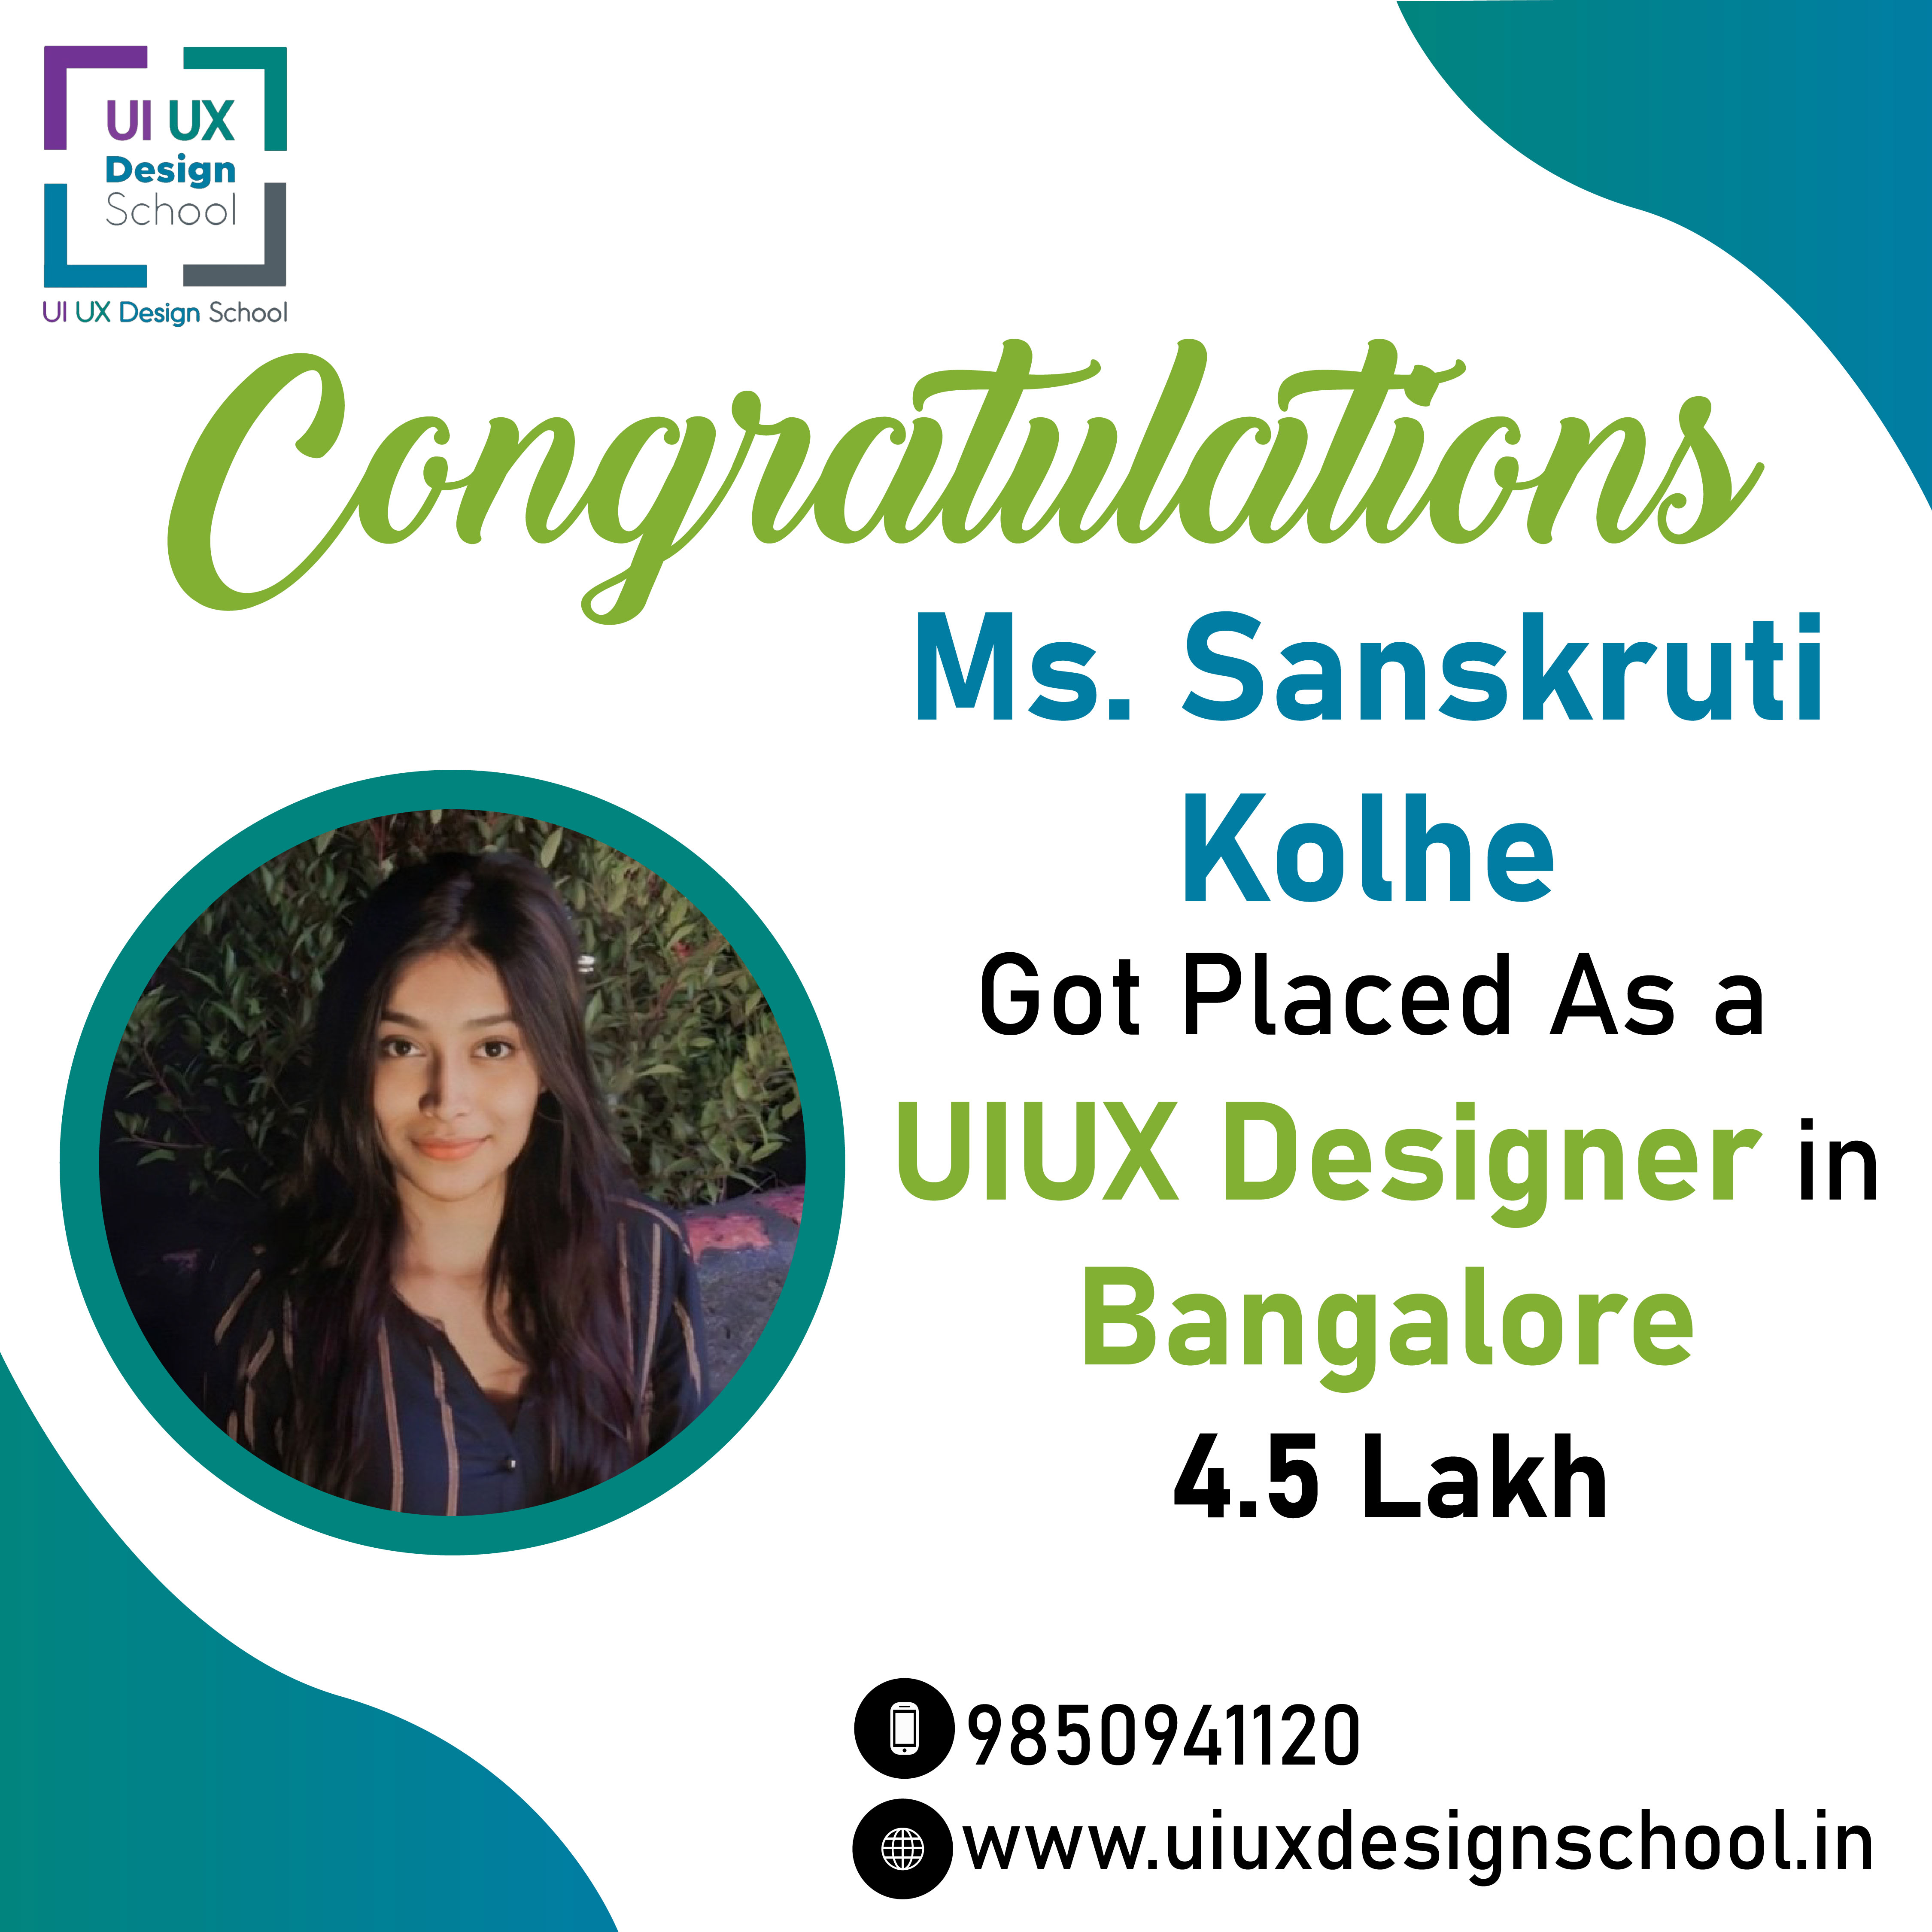 UI UX
Design
School
UI UX Design School
Congratulations
Ms. Sanskruti
Kolhe
Got Placed As a
UIUX Designer in
Bangalore
4.5 Lakh
9850941120
www.uiuxdesignschool.in